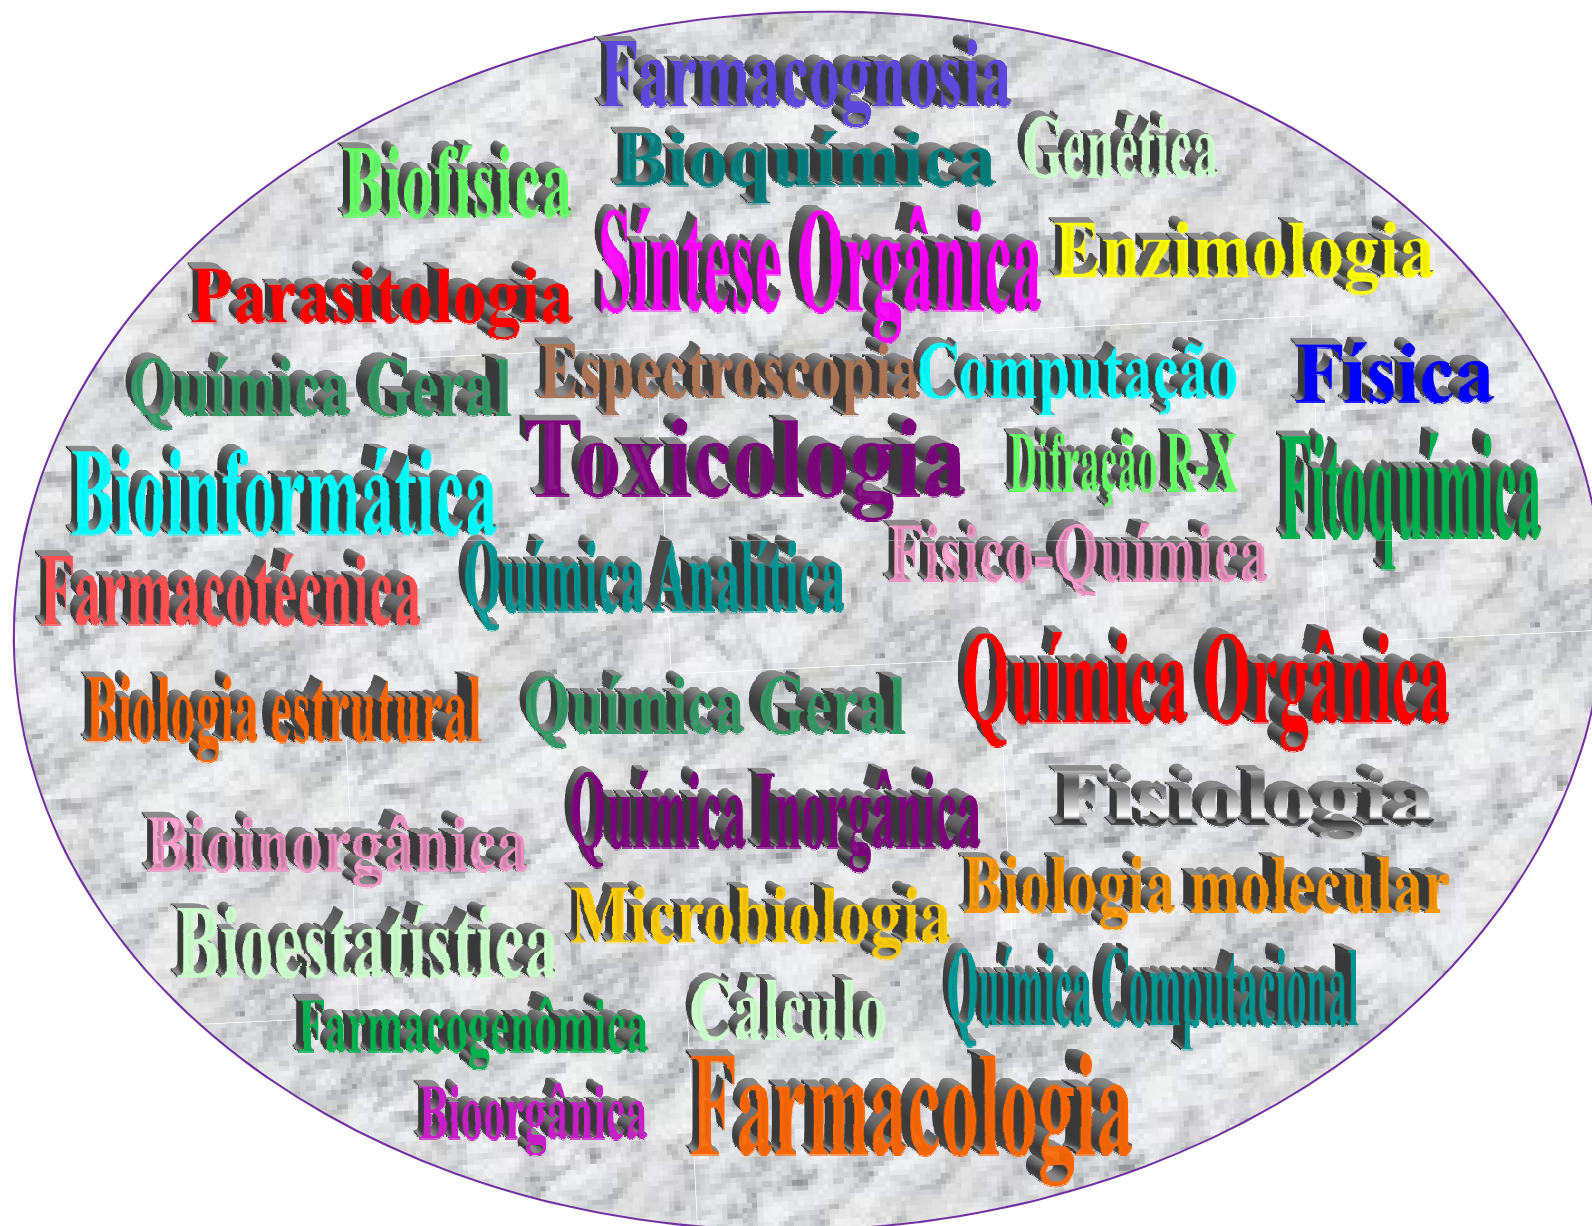 Farmacognosia
Genética
Biofísica
Bioquímica
Síntese Orgânica
Enzimologia
Parasitologia
Química Geral
Espectroscopia
Computação
Física
Toxicologia
Difração R-X
Fitoquímica
Bioinformática
Farmacotécnica
Química Analítica
Fisico-Química
Biologia estrutural
Química Geral
Química Orgânica
Química Inorgânica
Fisiologia
Bioinorgânica
Biologia molecular
Microbiologia
Bioestatística
Cálculo
Química Computacional
Farmacogenômica
Bioorgânica
Farmacologia